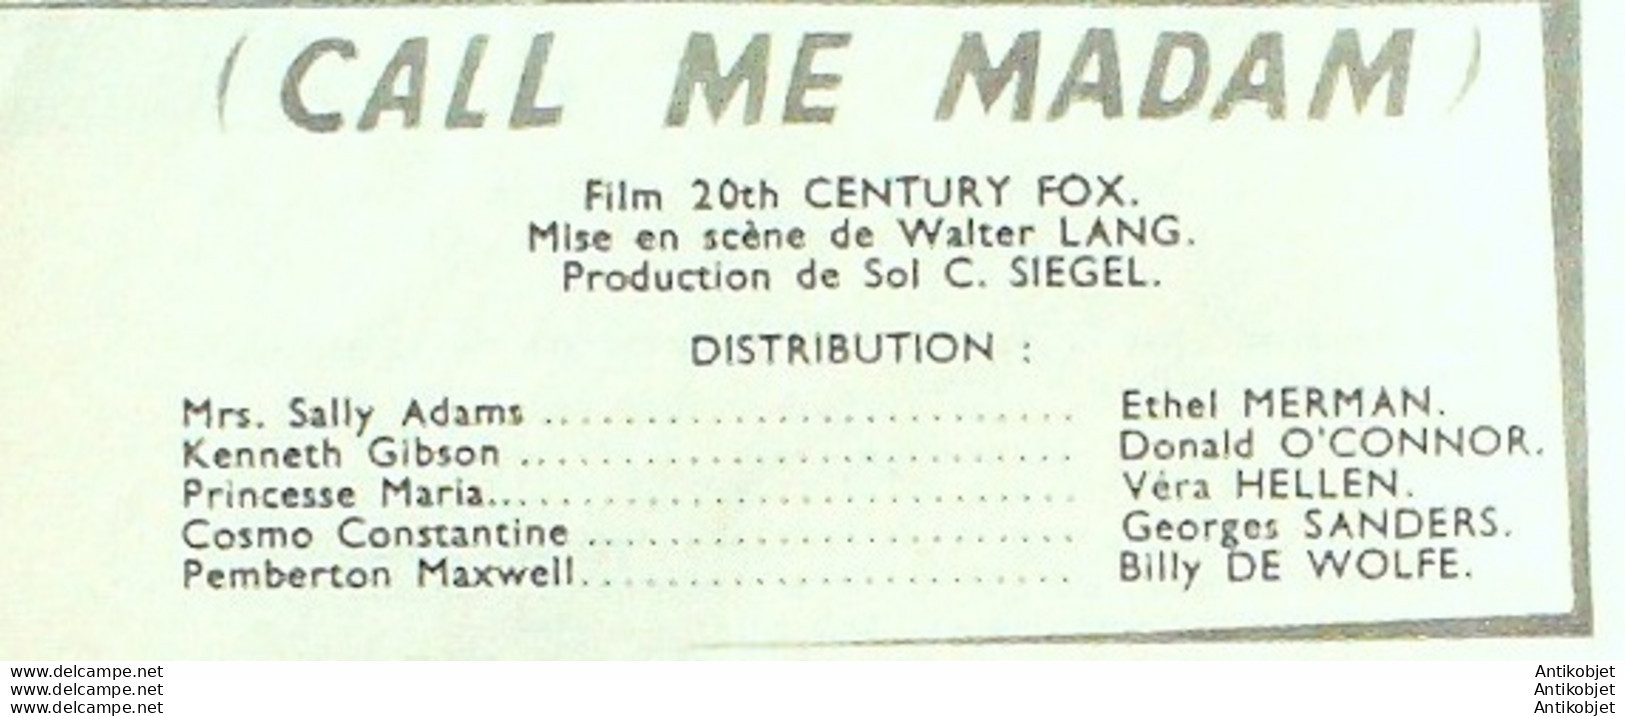 ( CALL ME MADAM )
Film 20th CENTURY FOX.
Mise en scène de Walter LANG.
Production de Sol C. SIEGEL.
DISTRIBUTION :
Mrs. Sally Adams ........................... Ethel MERMAN.
Kenneth Gibson ............................ Donald O'CONNOR.
Princesse Maria.............................. Véra HELLEN.
Cosmo Constantine ........................ Georges SANDERS.
Pemberton Maxwell......................... Billy DE WOLFE.
www.delcampe.net Antikobjet
www.delcampe.net Antikobjet
www.delcampe.net Antikobjet